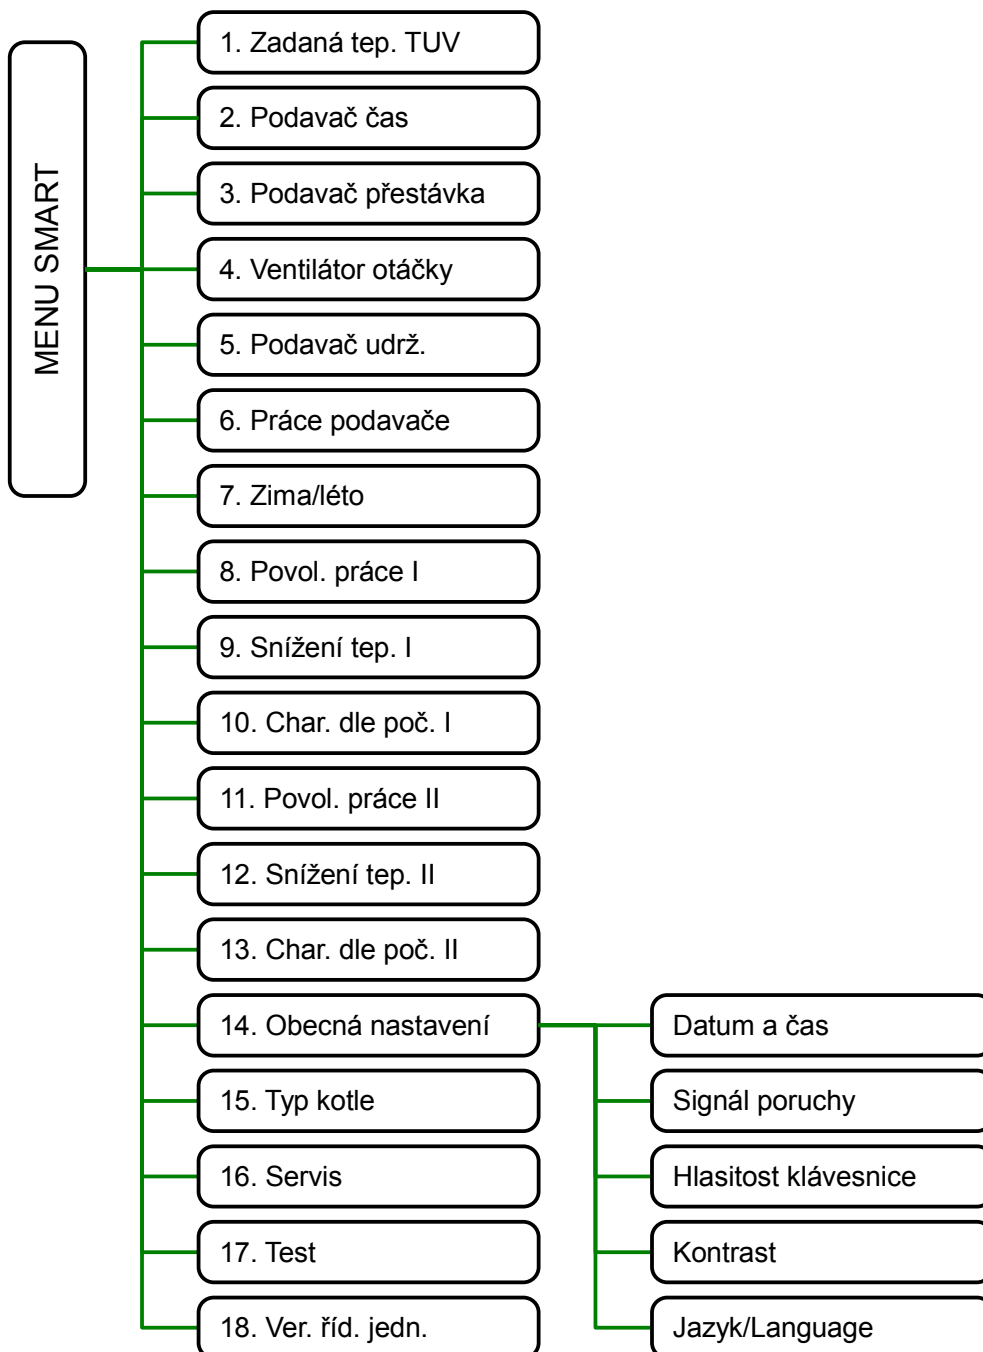 MENU SMART
1. Zadaná tep. TUV
2. Podavač čas
3. Podavač přestávka
4. Ventilátor otáčky
5. Podavač udrž.
6. Práce podavače
7. Zima/léto
8. Povol. práce I
9. Snížení tep. I
10. Char. dle poč. I
11. Povol. práce II
12. Snížení tep. II
13. Char. dle poč. II
14. Obecná nastavení
Datum a čas
Signál poruchy
Hlasitost klávesnice
Kontrast
Jazyk/Language
15. Typ kotle
16. Servis
17. Test
18. Ver. říd. jedn.